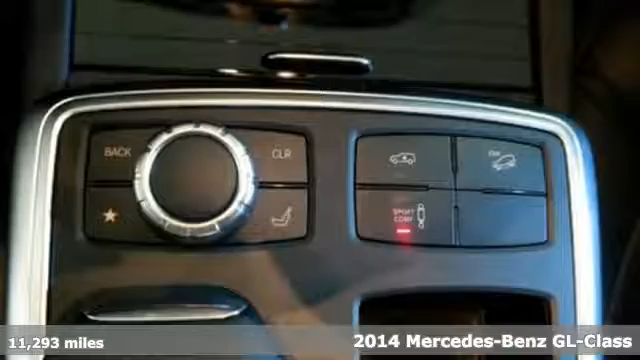 BACK
CLR
SPORT
COMF
11,293 miles
2014 Mercedes-Benz GL-Class